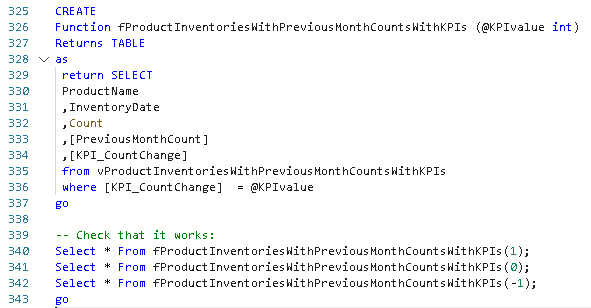 325 CREATE
326 Function fProductInventoriesWithPreviousMonthCountsWithKPIs (@KPIvalue int)
327 Returns TABLE
328 as
329 return SELECT
330 ProductName
331 ,InventoryDate
332 ,Count
333 ,[PreviousMonthCount]
334 ,[KPI_CountChange]
335 from vProductInventoriesWithPreviousMonthCountsWithKPIs
336 where [KPI_CountChange]  = @KPIvalue
337 go
338
339 -- Check that it works:
340 Select * From fProductInventoriesWithPreviousMonthCountsWithKPIs(1);
341 Select * From fProductInventoriesWithPreviousMonthCountsWithKPIs(0);
342 Select * From fProductInventoriesWithPreviousMonthCountsWithKPIs(-1);
343 go